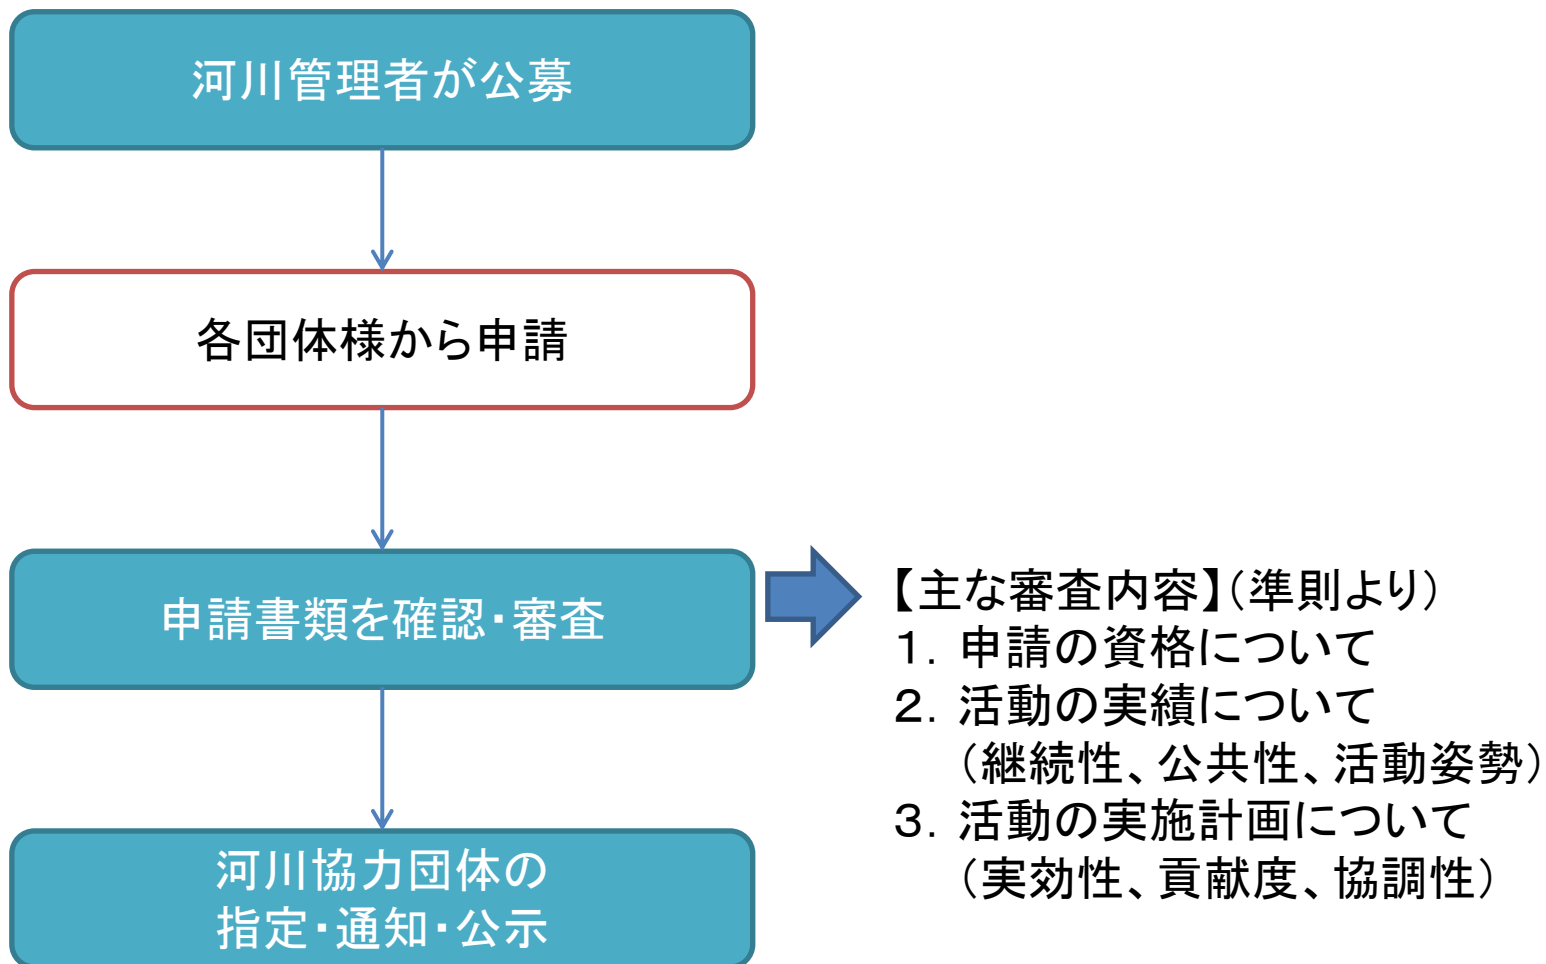 河川管理者が公募
各団体様から申請
申請書類を確認・審査
【主な審査内容】（準則より）
１．申請の資格について
２．活動の実績について
（継続性、公共性、活動姿勢）
３．活動の実施計画について
（実効性、貢献度、協調性）
河川協力団体の
指定・通知・公示